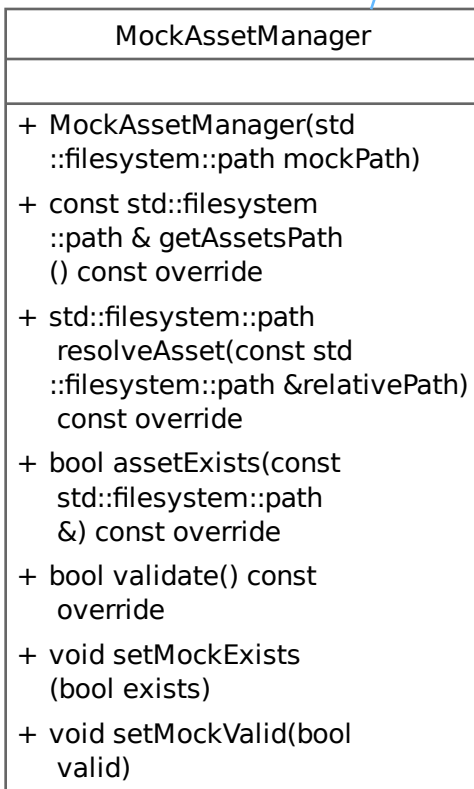 MockAssetManager
+ MockAssetManager(std
::filesystem::path mockPath)
+ const std::filesystem
::path & getAssetsPath
() const override
+ std::filesystem::path
resolveAsset(const std
::filesystem::path &relativePath)
const override
+ bool assetExists(const
std::filesystem::path
&) const override
+ bool validate() const
override
+ void setMockExists
(bool exists)
+ void setMockValid(bool
valid)